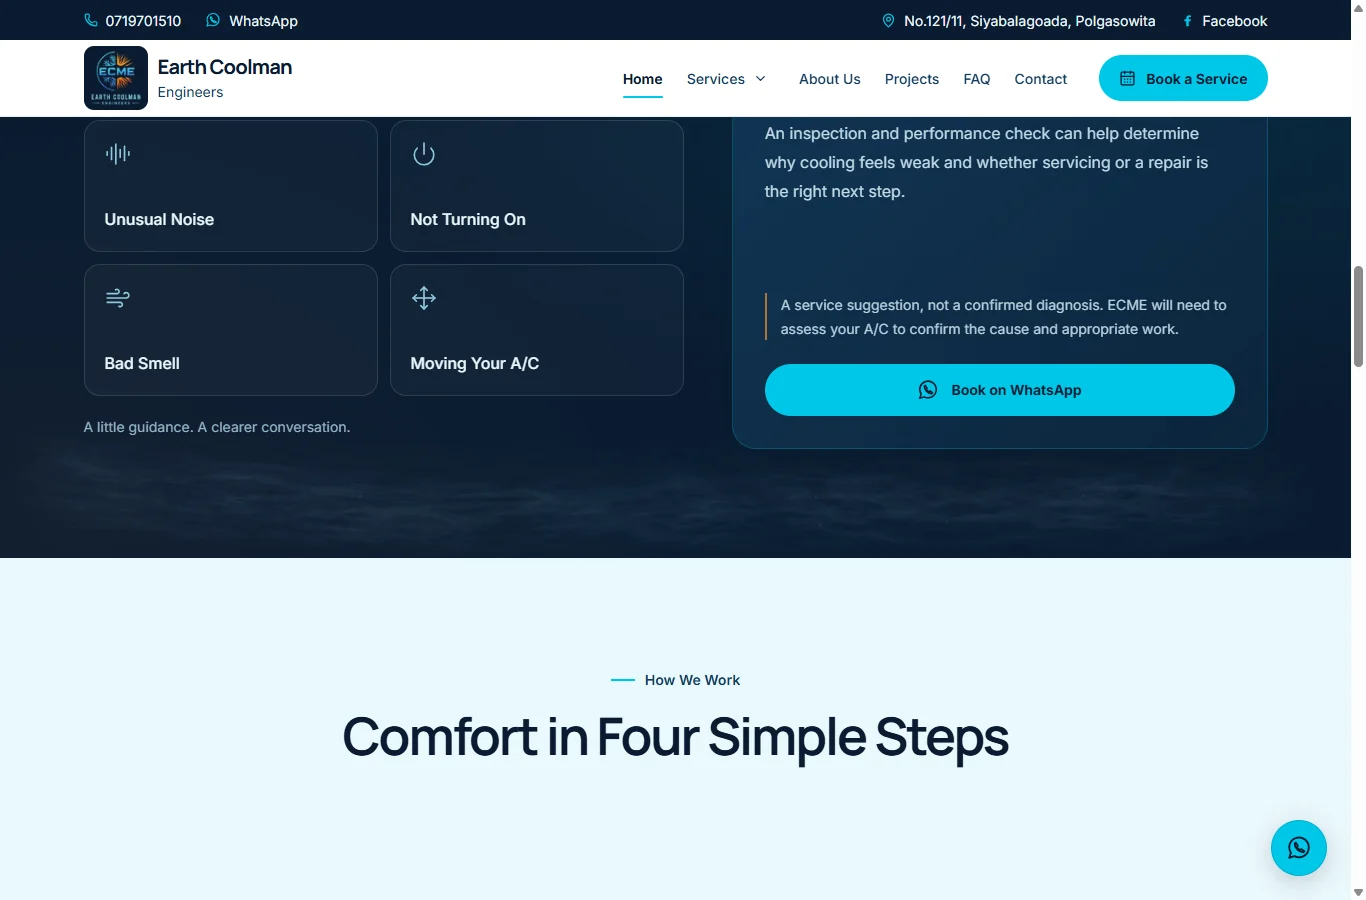 0719701510
WhatsApp
No.121/11, Siyabalagoada, Polgasowita
Facebook
ECME
EARTH COOLMAN
ENGINEERS
Earth Coolman
Engineers
Home
Services
About Us
Projects
FAQ
Contact
Book a Service
Unusual Noise
Not Turning On
Bad Smell
Moving Your A/C
A little guidance. A clearer conversation.
An inspection and performance check can help determine
why cooling feels weak and whether servicing or a repair is
the right next step.
A service suggestion, not a confirmed diagnosis. ECME will need to
assess your A/C to confirm the cause and appropriate work.
Book on WhatsApp
How We Work
Comfort in Four Simple Steps